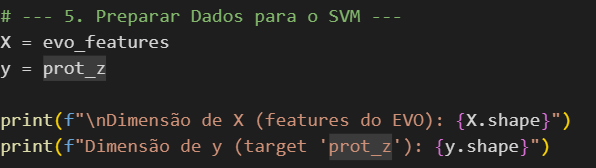 # --- 5. Preparar Dados para o SVM ---
X = evo_features
y = prot_z
print(f"\nDimensão de X (features do EVO): {X.shape}")
print(f"Dimensão de y (target 'prot_z'): {y.shape}")